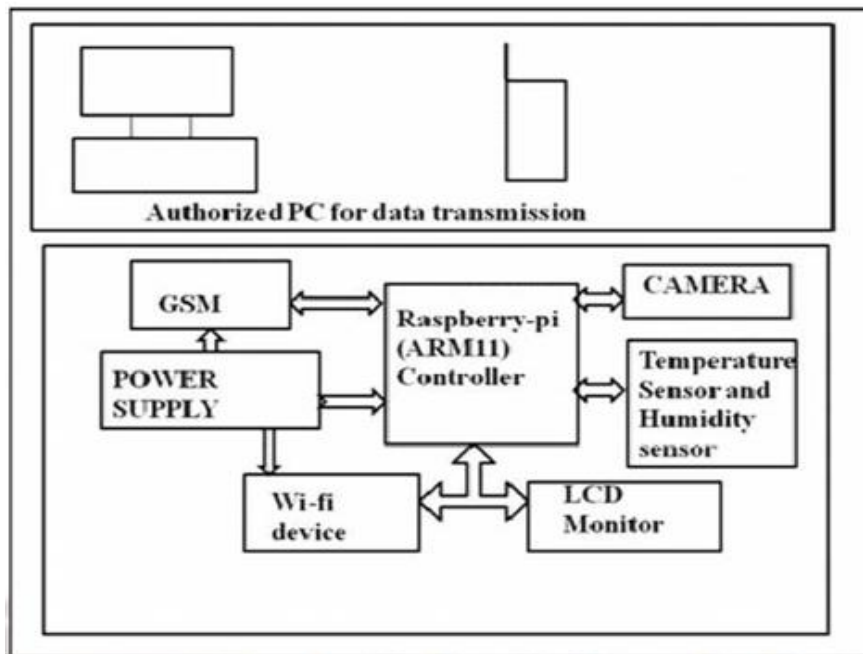 Authorized PC for data transmission
GSM
Raspberry-pi
(ARM11)
Controller
CAMERA
POWER
SUPPLY
Temperature
Sensor and
Humidity
sensor
Wi-fi
device
LCD
Monitor